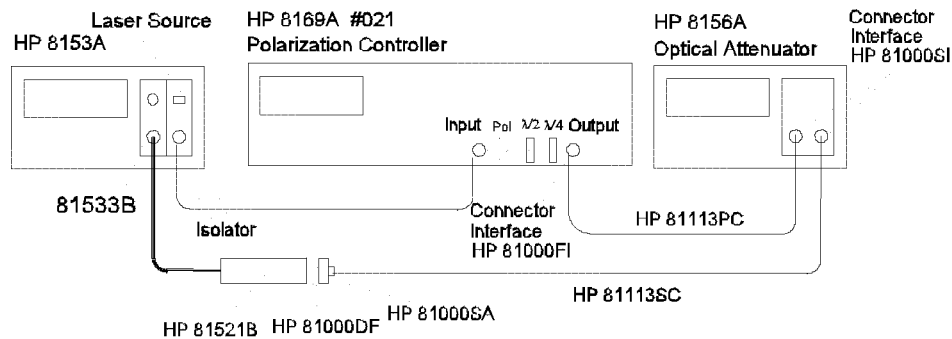 Laser Source
HP 8153A
HP 8169A #021
Polarization Controller
HP 8156A
Optical Attenuator
Connector
Interface
HP 81000SI
Input
Pol
λ/2
λ/4
Output
81533B
Isolator
Connector
Interface
HP 81000FI
HP 81113PC
HP 81113SC
HP 81521B
HP 81000DF
HP 81000SA